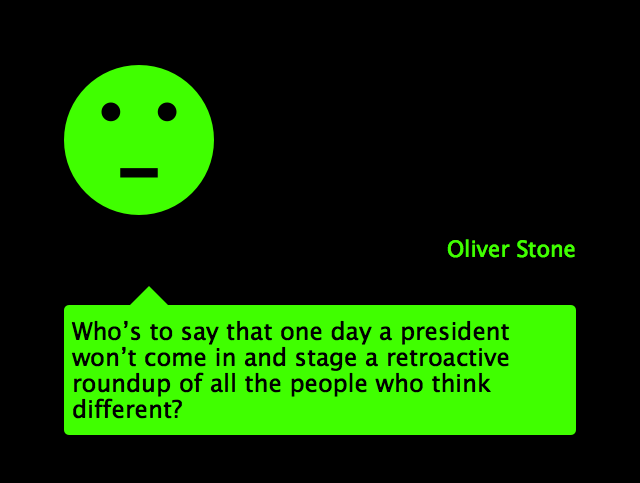 Oliver Stone
Who’s to say that one day a president
won’t come in and stage a retroactive
roundup of all the people who think
different?